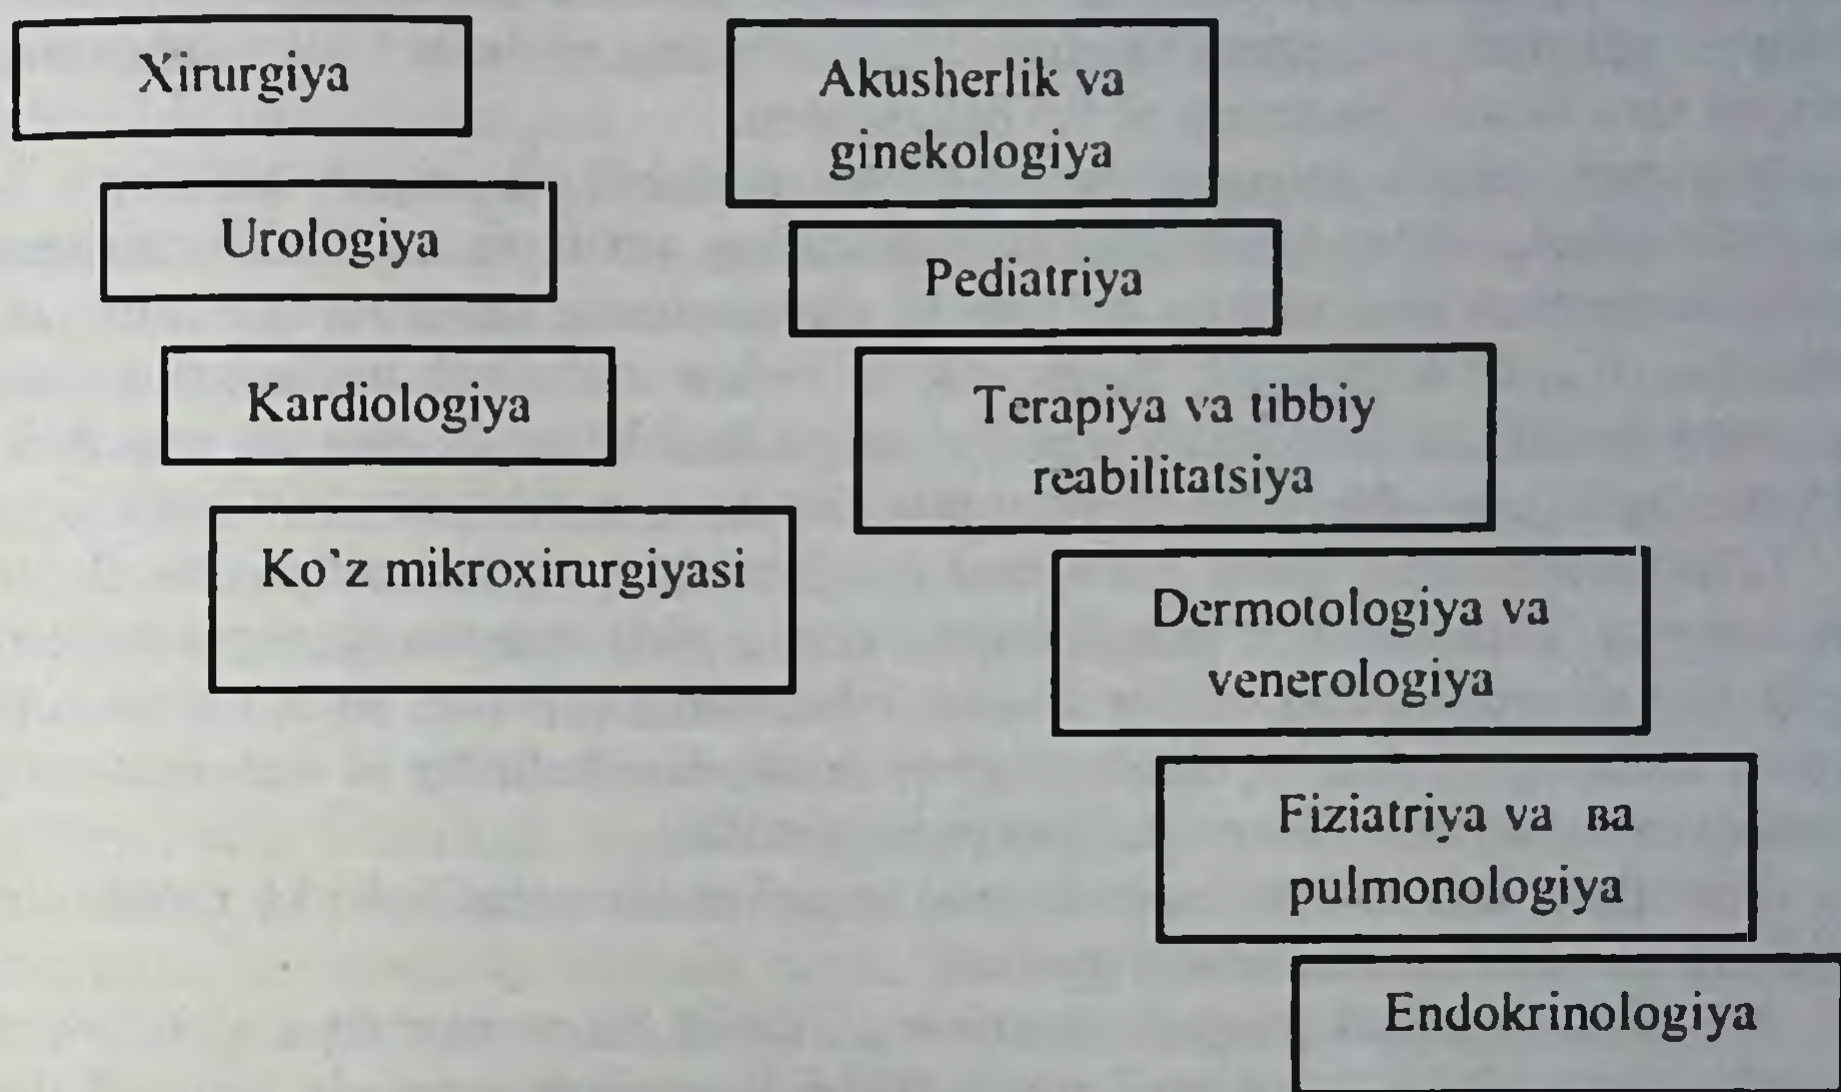 Xirurgiya
Urologiya
Kardiologiya
Ko`z mikroxirurgiyasi
Akusherlik va
ginekologiya
Pediatriya
Terapiya va tibbiy
reabilitatsiya
Dermotologiya va
venerologiya
Fiziatriya va ва
pulmonologiya
Endokrinologiya